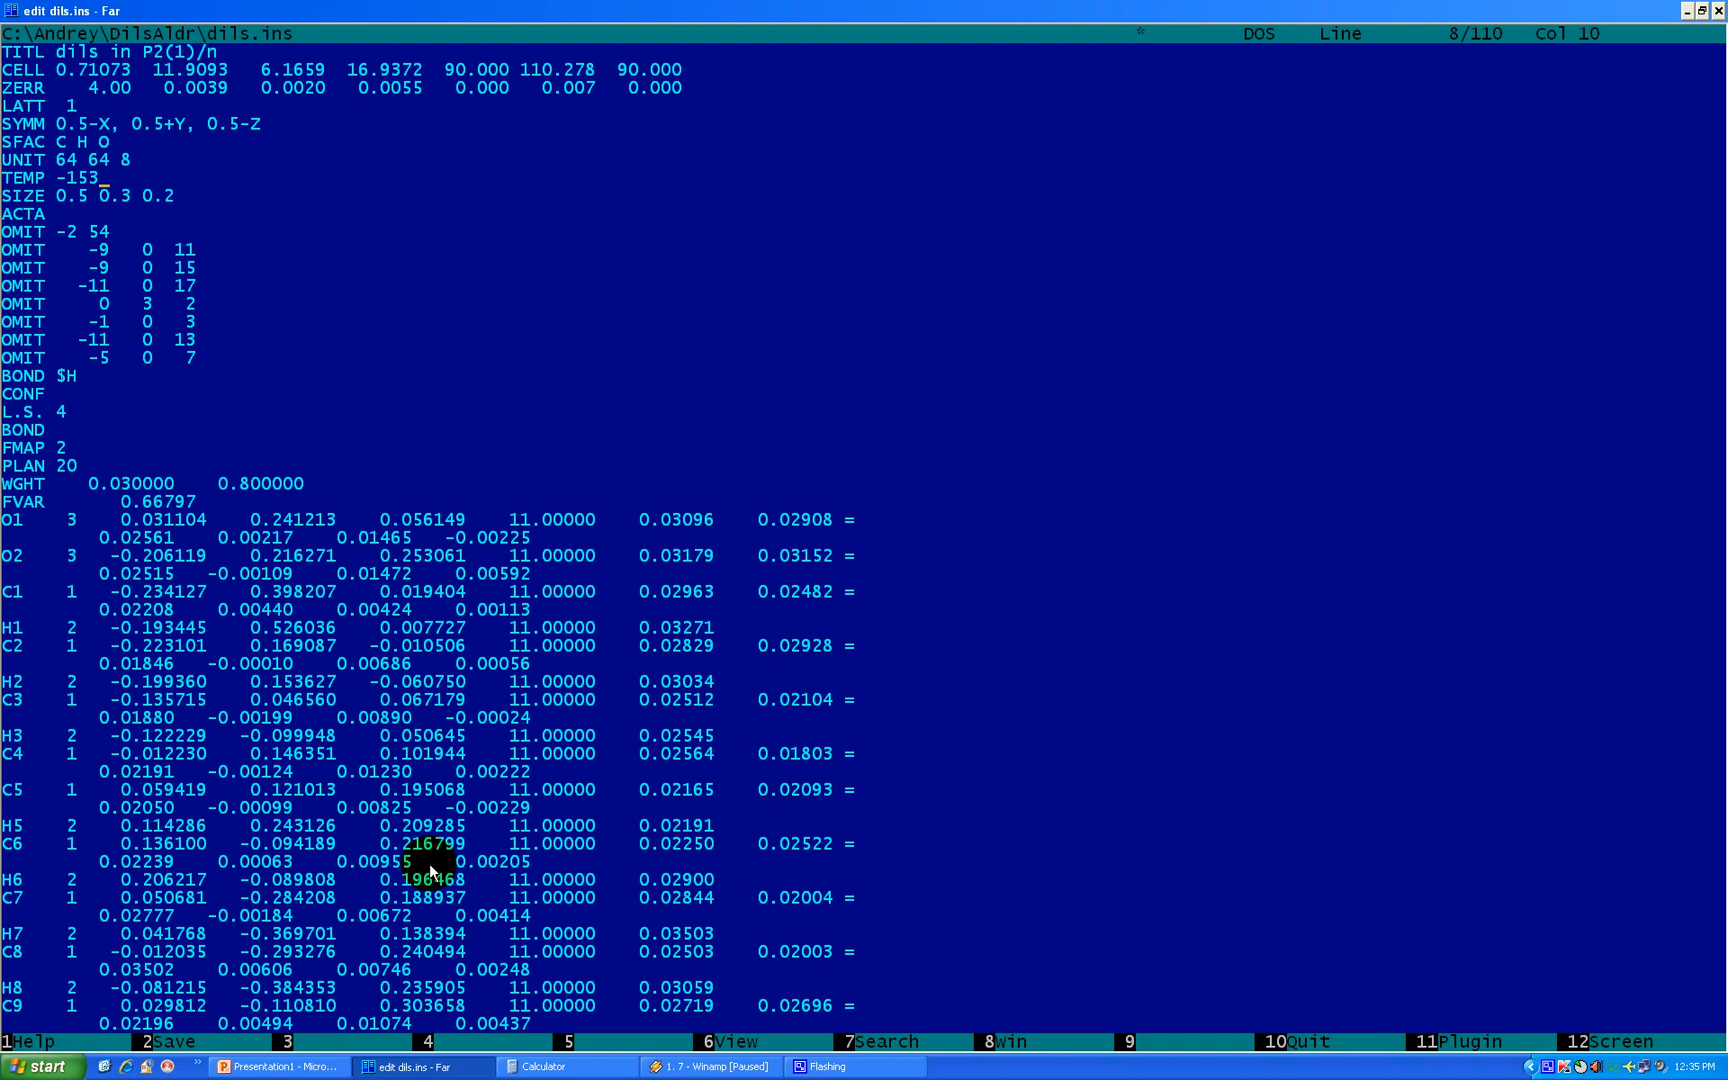 edit dils.ins - Far
C:\Andrey\DilsAldr\dils.ins * DOS Line 8/110 Col 10
TITL dils in P2(1)/n
CELL 0.71073 11.9093 6.1659 16.9372 90.000 110.278 90.000
ZERR 4.00 0.0039 0.0020 0.0055 0.000 0.007 0.000
LATT 1
SYMM 0.5-X, 0.5+Y, 0.5-Z
SFAC C H O
UNIT 64 64 8
TEMP -153_
SIZE 0.5 0.3 0.2
ACTA
OMIT -2 54
OMIT -9 0 11
OMIT -9 0 15
OMIT -11 0 17
OMIT 0 3 2
OMIT -1 0 3
OMIT -11 0 13
OMIT -5 0 7
BOND $H
CONF
L.S. 4
BOND
FMAP 2
PLAN 20
WGHT 0.030000 0.800000
FVAR 0.66797
O1 3 0.031104 0.241213 0.056149 11.00000 0.03096 0.02908 =
0.02561 0.00217 0.01465 -0.00225
O2 3 -0.206119 0.216271 0.253061 11.00000 0.03179 0.03152 =
0.02515 -0.00109 0.01472 0.00592
C1 1 -0.234127 0.398207 0.019404 11.00000 0.02963 0.02482 =
0.02208 0.00440 0.00424 0.00113
H1 2 -0.193445 0.526036 0.007727 11.00000 0.03271
C2 1 -0.223101 0.169087 -0.010506 11.00000 0.02829 0.02928 =
0.01846 -0.00010 0.00686 0.00056
H2 2 -0.199360 0.153627 -0.060750 11.00000 0.03034
C3 1 -0.135715 0.046560 0.067179 11.00000 0.02512 0.02104 =
0.01880 -0.00199 0.00890 -0.00024
H3 2 -0.122229 -0.099948 0.050645 11.00000 0.02545
C4 1 -0.012230 0.146351 0.101944 11.00000 0.02564 0.01803 =
0.02191 -0.00124 0.01230 0.00222
C5 1 0.059419 0.121013 0.195068 11.00000 0.02165 0.02093 =
0.02050 -0.00099 0.00825 -0.00229
H5 2 0.114286 0.243126 0.209285 11.00000 0.02191
C6 1 0.136100 -0.094189 0.216799 11.00000 0.02250 0.02522 =
0.02239 0.00063 0.00955 0.00205
H6 2 0.206217 -0.089808 0.196468 11.00000 0.02900
C7 1 0.050681 -0.284208 0.188937 11.00000 0.02844 0.02004 =
0.02777 -0.00184 0.00672 0.00414
H7 2 0.041768 -0.369701 0.138394 11.00000 0.03503
C8 1 -0.012035 -0.293276 0.240494 11.00000 0.02503 0.02003 =
0.03502 0.00606 0.00746 0.00248
H8 2 -0.081215 -0.384353 0.235905 11.00000 0.03059
C9 1 0.029812 -0.110810 0.303658 11.00000 0.02719 0.02696 =
0.02196 0.00494 0.01074 0.00437
1Help 2Save 3 4 5 6View 7Search 8Win 9 10Quit 11Plugin 12Screen
start » Presentation1 - Micro... edit dils.ins - Far Calculator 1. 7 - Winamp [Paused] Flashing 12:35 PM